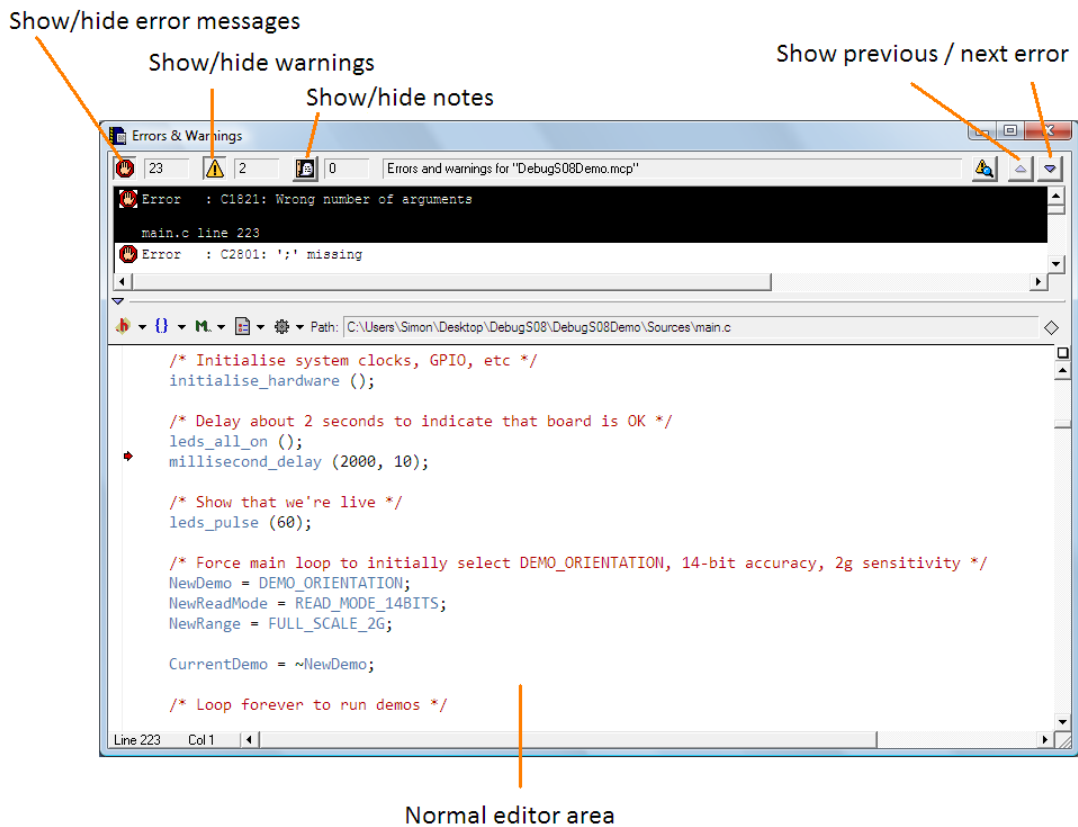 Show/hide error messages
Show previous / next error
Show/hide warnings
Show/hide notes
Errors & Warnings
23 2 0 Errors and warnings for "DebugS08Demo.mcp"
Error : C1821: Wrong number of arguments
main.c line 223
Error : C2801: ';' missing
h {} M. Path: C:\Users\Simon\Desktop\DebugS08\DebugS08Demo\Sources\main.c
/* Initialise system clocks, GPIO, etc */
initialise_hardware ();
/* Delay about 2 seconds to indicate that board is OK */
leds_all_on ();
millisecond_delay (2000, 10);
/* Show that we're live */
leds_pulse (60);
/* Force main loop to initially select DEMO_ORIENTATION, 14-bit accuracy, 2g sensitivity */
NewDemo = DEMO_ORIENTATION;
NewReadMode = READ_MODE_14BITS;
NewRange = FULL_SCALE_2G;
CurrentDemo = ~NewDemo;
/* Loop forever to run demos */
Line 223 Col 1
Normal editor area